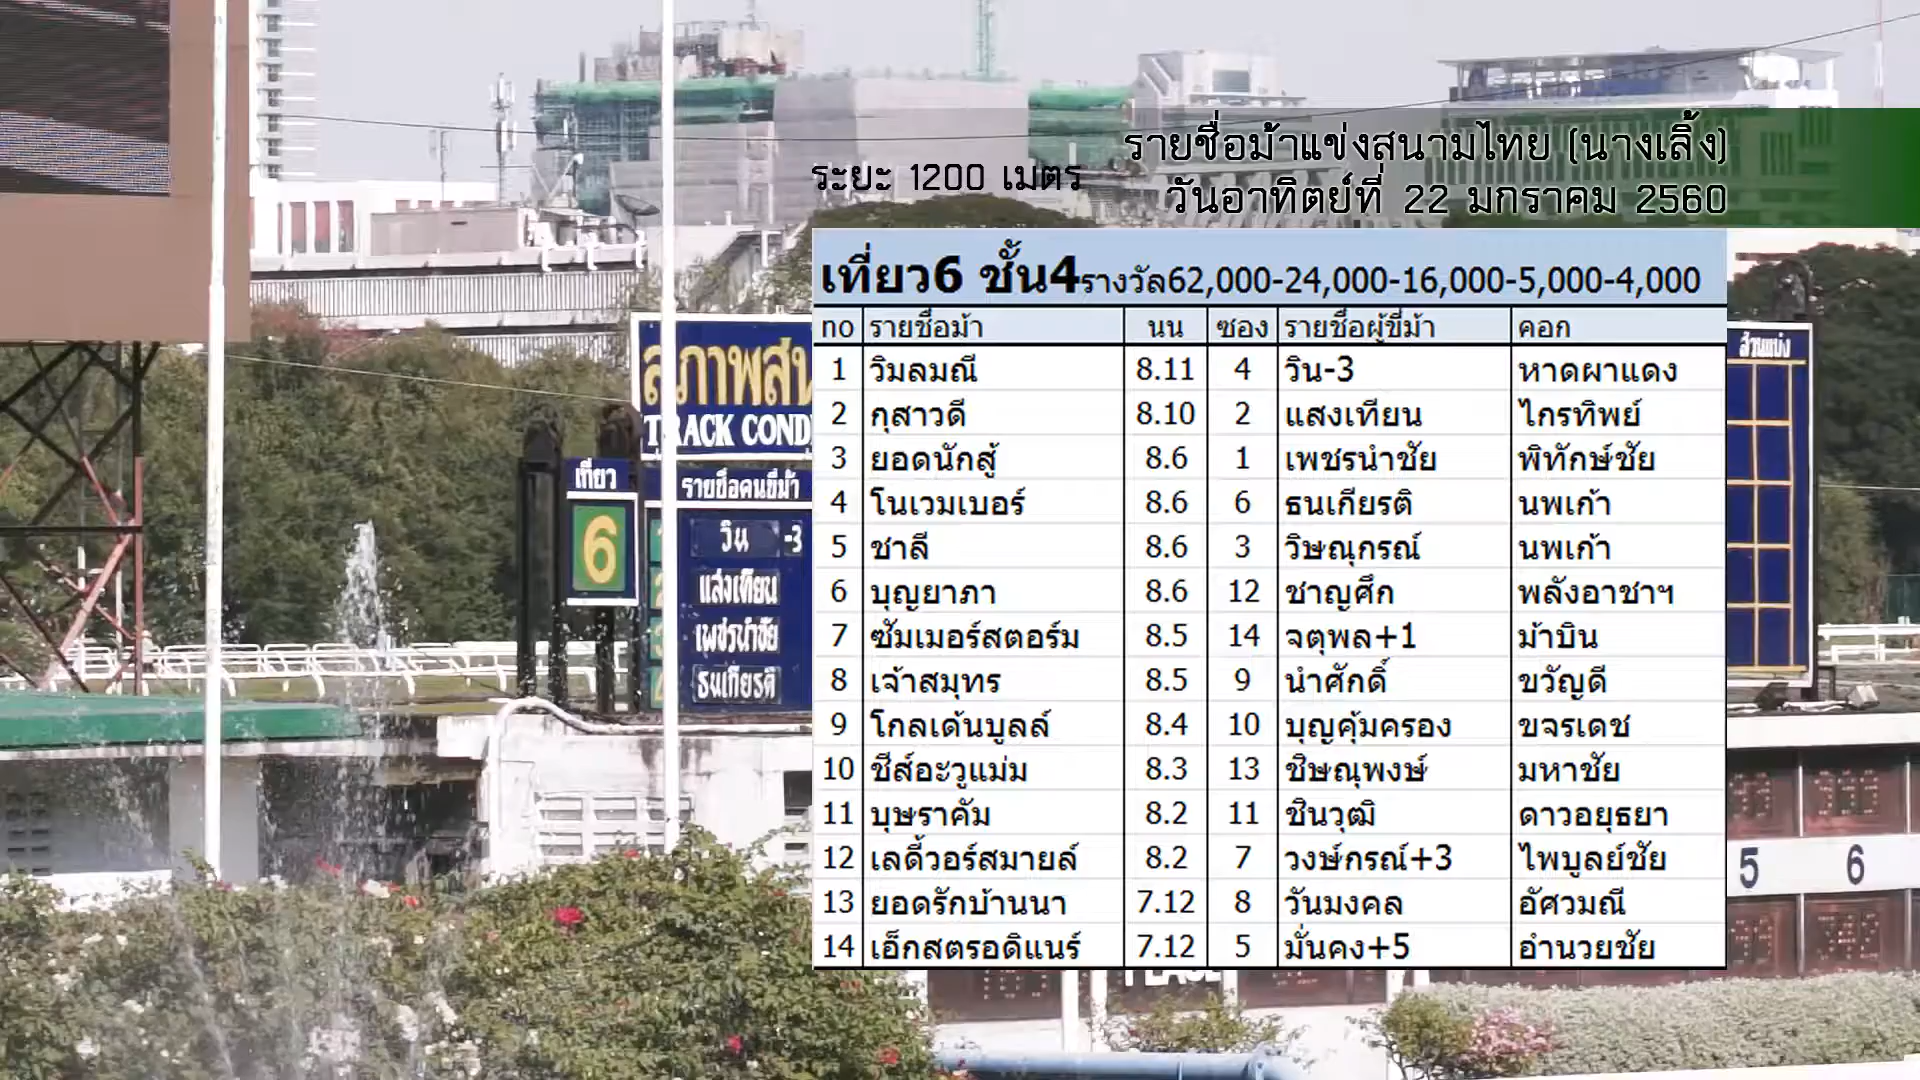 รายชื่อม้าแข่งสนามไทย (นางเลิ้ง)
ระยะ 1200 เมตร
วันอาทิตย์ที่ 22 มกราคม 2560
เที่ยว6 ชั้น4รางวัล62,000-24,000-16,000-5,000-4,000
no รายชื่อม้า นน ซอง รายชื่อผู้ขี่ม้า คอก
1 วิมลมณี 8.11 4 วิน-3 หาดผาแดง
2 กุสาวดี 8.10 2 แสงเทียน ไกรทิพย์
3 ยอดนักสู้ 8.6 1 เพชรนำชัย พิทักษ์ชัย
4 โนเวมเบอร์ 8.6 6 ธนเกียรติ นพเก้า
5 ชาลี 8.6 3 วิษณุกรณ์ นพเก้า
6 บุญยาภา 8.6 12 ชาญศึก พลังอาชาฯ
7 ซัมเมอร์สตอร์ม 8.5 14 จตุพล+1 ม้าบิน
8 เจ้าสมุทร 8.5 9 นำศักดิ์ ขวัญดี
9 โกลเด้นบูลล์ 8.4 10 บุญคุ้มครอง ขจรเดช
10 ชีส์อะวูแม่ม 8.3 13 ชิษณุพงษ์ มหาชัย
11 บุษราคัม 8.2 11 ชินวุฒิ ดาวอยุธยา
12 เลดี้วอร์สมายล์ 8.2 7 วงษ์กรณ์+3 ไพบูลย์ชัย
13 ยอดรักบ้านนา 7.12 8 วันมงคล อัศวมณี
14 เอ็กสตรอดิแนร์ 7.12 5 มั่นคง+5 อำนวยชัย
สภาพสน
TRACK COND
เที่ยว
6
รายชื่อคนขี่ม้า
วิน -3
แสงเทียน
เพชรนำชัย
ธนเกียรติ
ส่วนแบ่ง
5 6
PLACE